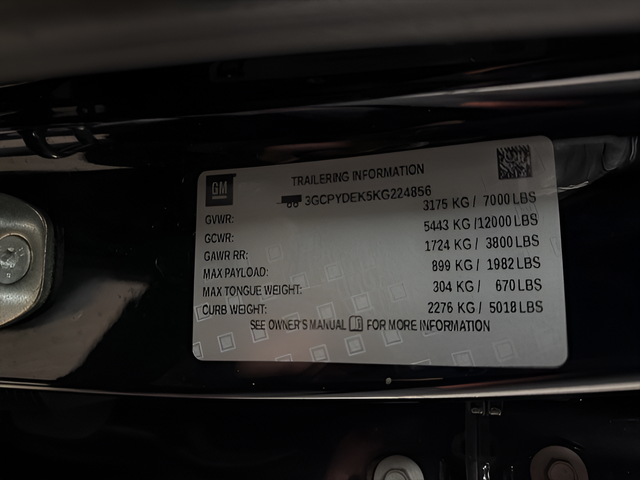 GM
TRAILERING INFORMATION
3GCPYDEK5KG224856
GVWR: 3175 KG / 7000 LBS
GCWR: 5443 KG /12000 LBS
GAWR RR: 1724 KG / 3800 LBS
MAX PAYLOAD: 899 KG / 1982 LBS
MAX TONGUE WEIGHT: 304 KG / 670 LBS
CURB WEIGHT: 2276 KG / 5018 LBS
SEE OWNER'S MANUAL FOR MORE INFORMATION